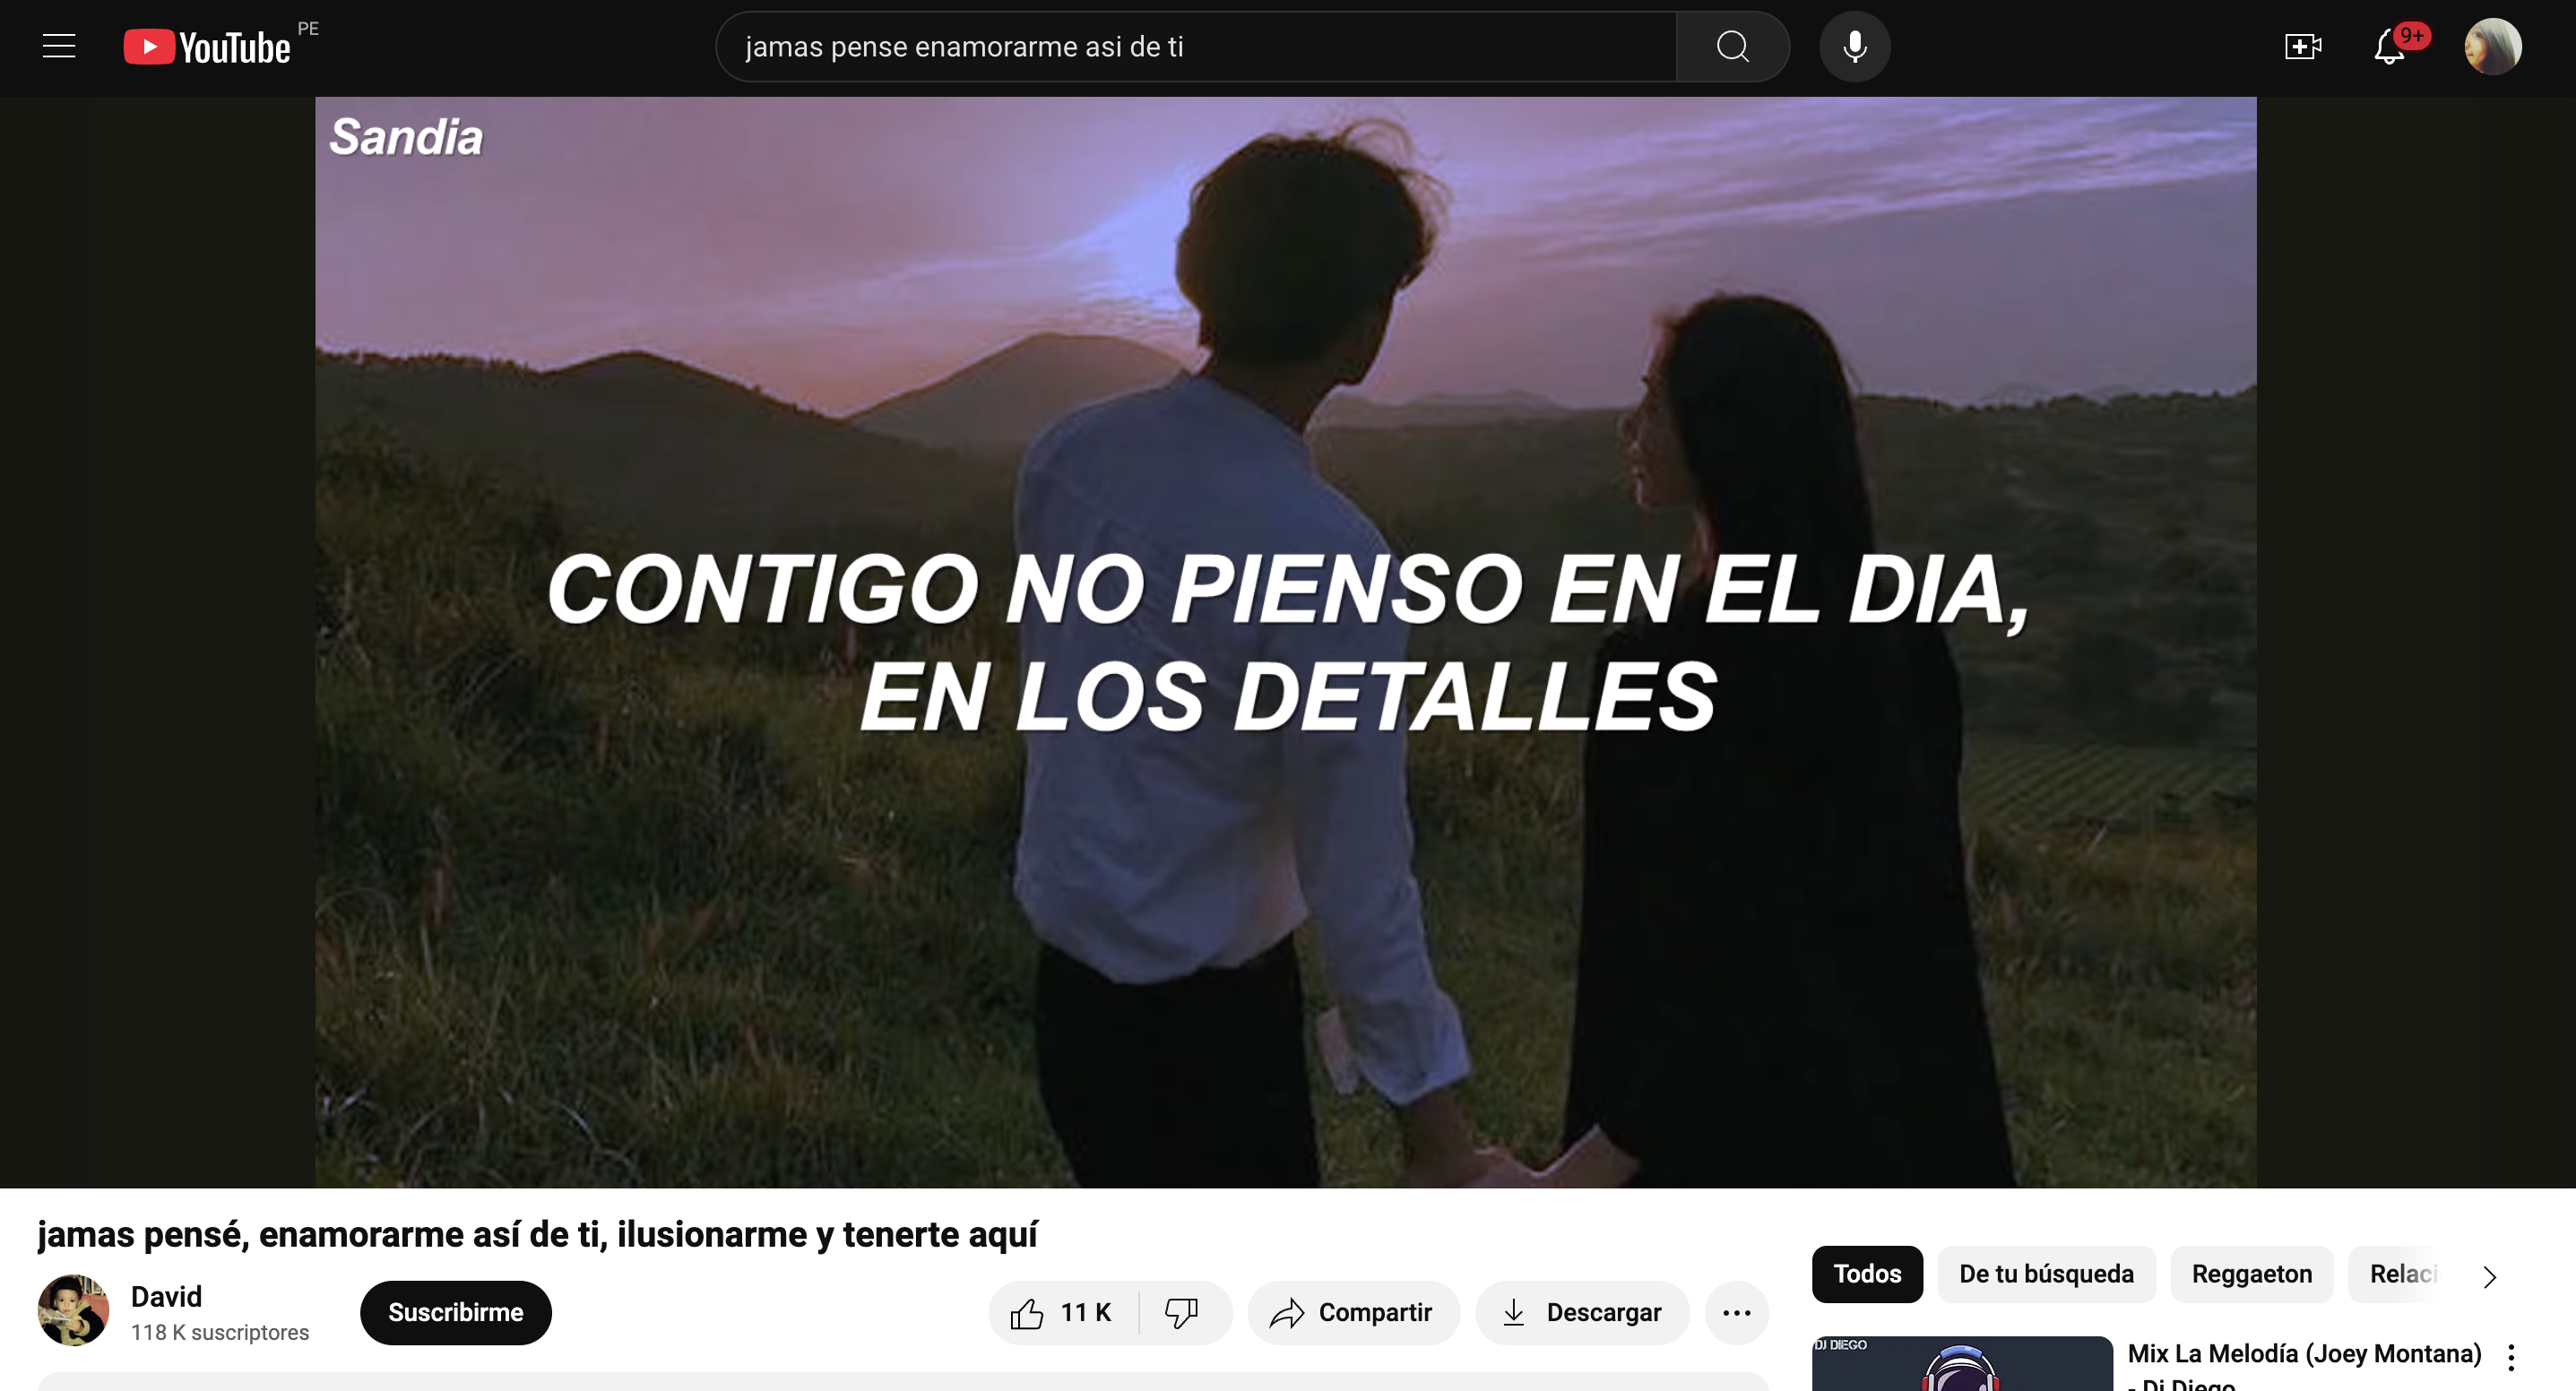 YouTube PE
jamas pense enamorarme asi de ti
9+
Sandia
CONTIGO NO PIENSO EN EL DIA,
EN LOS DETALLES
jamas pensé, enamorarme así de ti, ilusionarme y tenerte aquí
David
118 K suscriptores
Suscribirme
11 K
Compartir
Descargar
Todos
De tu búsqueda
Reggaeton
Relaci
DJ DIEGO
Mix La Melodía (Joey Montana)
- Dj Diego